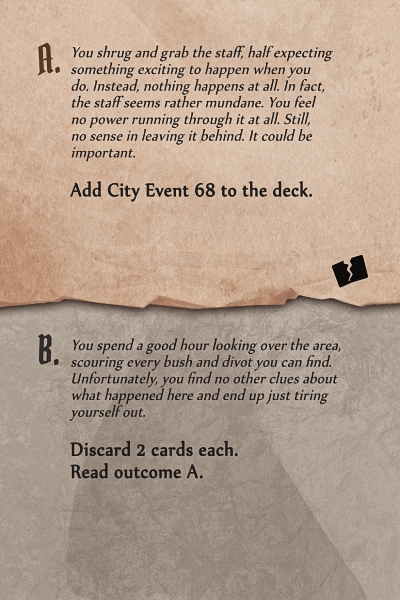 A.
You shrug and grab the staff, half expecting
something exciting to happen when you
do. Instead, nothing happens at all. In fact,
the staff seems rather mundane. You feel
no power running through it at all. Still,
no sense in leaving it behind. It could be
important.
Add City Event 68 to the deck.
B.
You spend a good hour looking over the area,
scouring every bush and divot you can find.
Unfortunately, you find no other clues about
what happened here and end up just tiring
yourself out.
Discard 2 cards each.
Read outcome A.